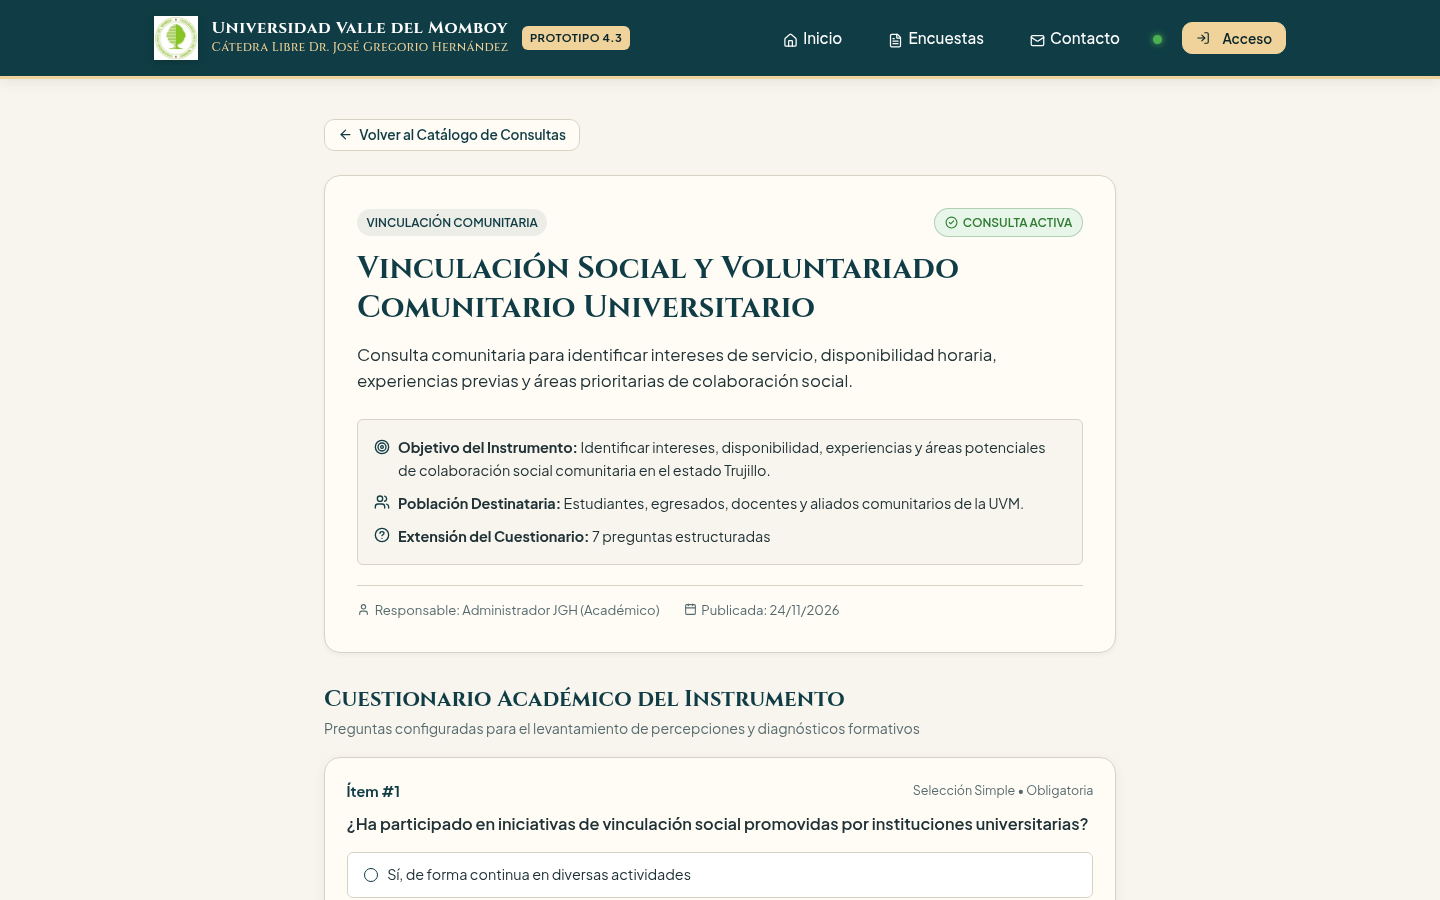 Universidad Valle del Momboy
Cátedra Libre Dr. José Gregorio Hernández
PROTOTIPO 4.3
Inicio
Encuestas
Contacto
Acceso
Volver al Catálogo de Consultas
VINCULACIÓN COMUNITARIA
CONSULTA ACTIVA
Vinculación Social y Voluntariado
Comunitario Universitario
Consulta comunitaria para identificar intereses de servicio, disponibilidad horaria,
experiencias previas y áreas prioritarias de colaboración social.
Objetivo del Instrumento: Identificar intereses, disponibilidad, experiencias y áreas potenciales
de colaboración social comunitaria en el estado Trujillo.
Población Destinataria: Estudiantes, egresados, docentes y aliados comunitarios de la UVM.
Extensión del Cuestionario: 7 preguntas estructuradas
Responsable: Administrador JGH (Académico)
Publicada: 24/11/2026
Cuestionario Académico del Instrumento
Preguntas configuradas para el levantamiento de percepciones y diagnósticos formativos
Ítem #1
Selección Simple • Obligatoria
¿Ha participado en iniciativas de vinculación social promovidas por instituciones universitarias?
Sí, de forma continua en diversas actividades